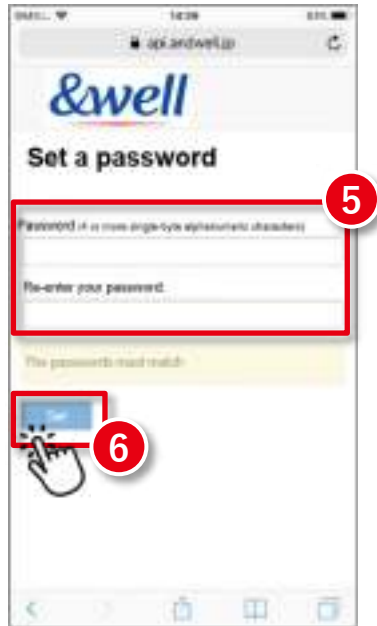 14:09
api.andwell.jp
&well
Set a password
5
Password (4 or more single-byte alphanumeric characters)
Re-enter your password
The passwords must match
Set
6